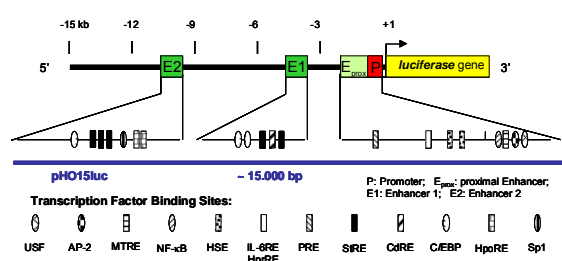 -15 kb -12 -9 -6 -3 +1
5' E2 E1 Eprox P luciferase gene 3'
pHO15luc ~ 15.000 bp
P: Promoter; Eprox: proximal Enhancer;
E1: Enhancer 1; E2: Enhancer 2
Transcription Factor Binding Sites:
USF AP-2 MTRE NF-κB HSE IL-6RE PRE StRE CdRE C/EBP HpoRE Sp1